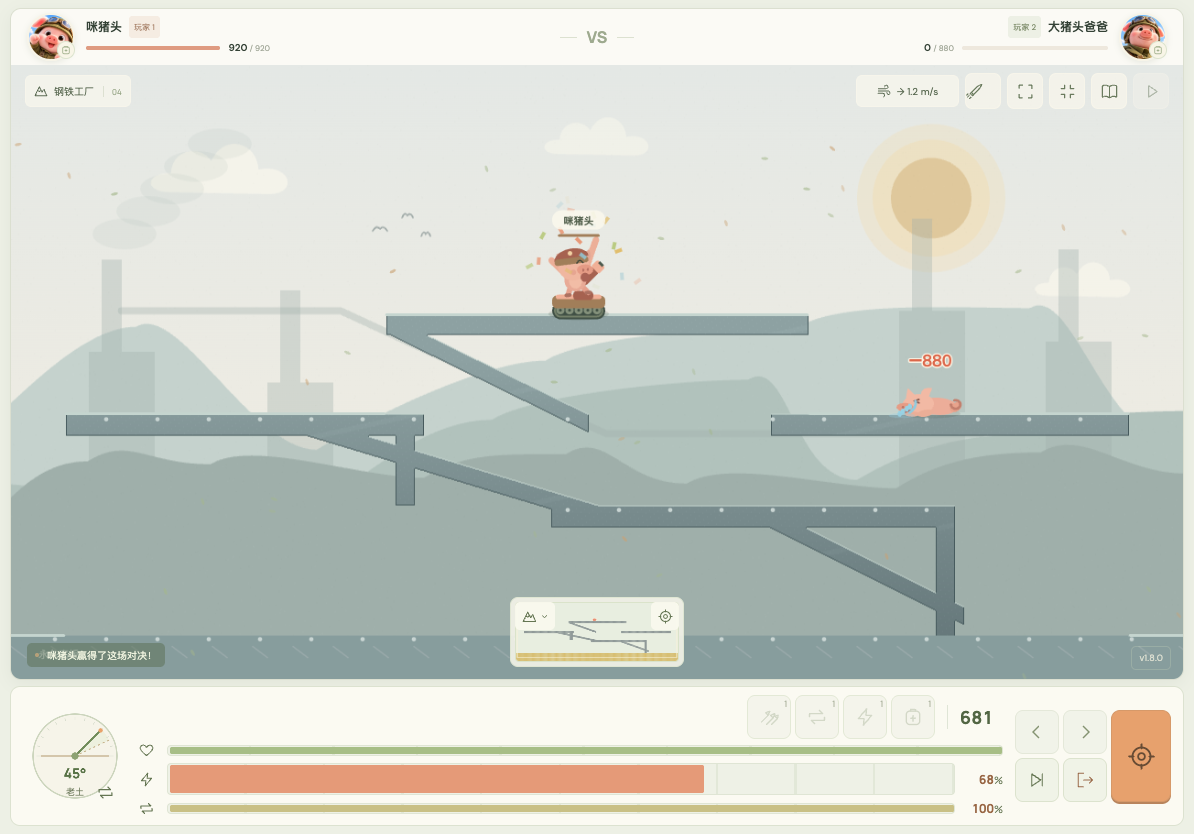 咪猪头 玩家 1
920 / 920
VS
玩家 2 大猪头爸爸
0 / 880
钢铁工厂 04
→ 1.2 m/s
咪猪头
−880
咪猪头赢得了这场对决！
v1.8.0
1 1 1 1
681
45°
老土
68%
100%